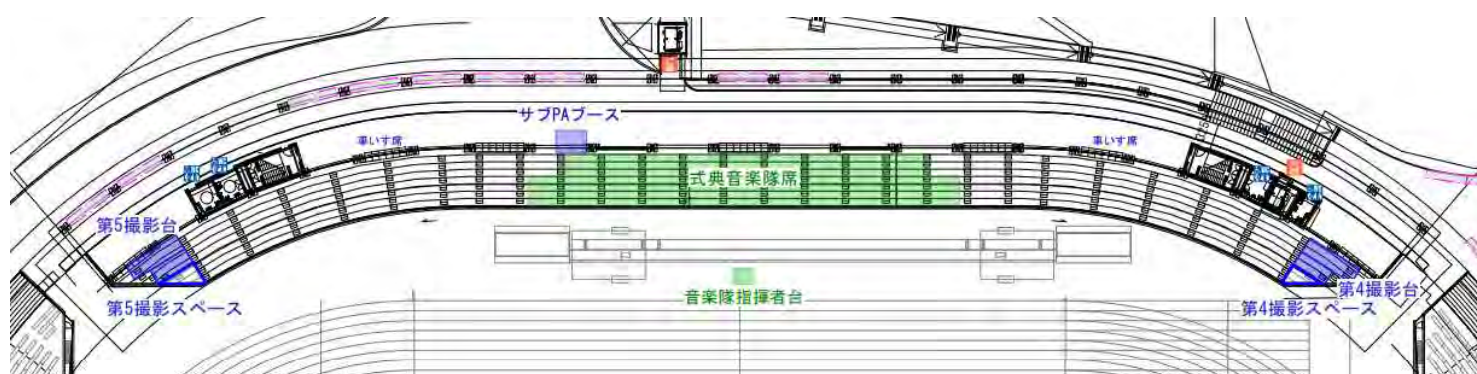 サブPAブース
車いす席
車いす席
式典音楽隊席
第5撮影台
第5撮影スペース
音楽隊指揮者台
第4撮影台
第4撮影スペース